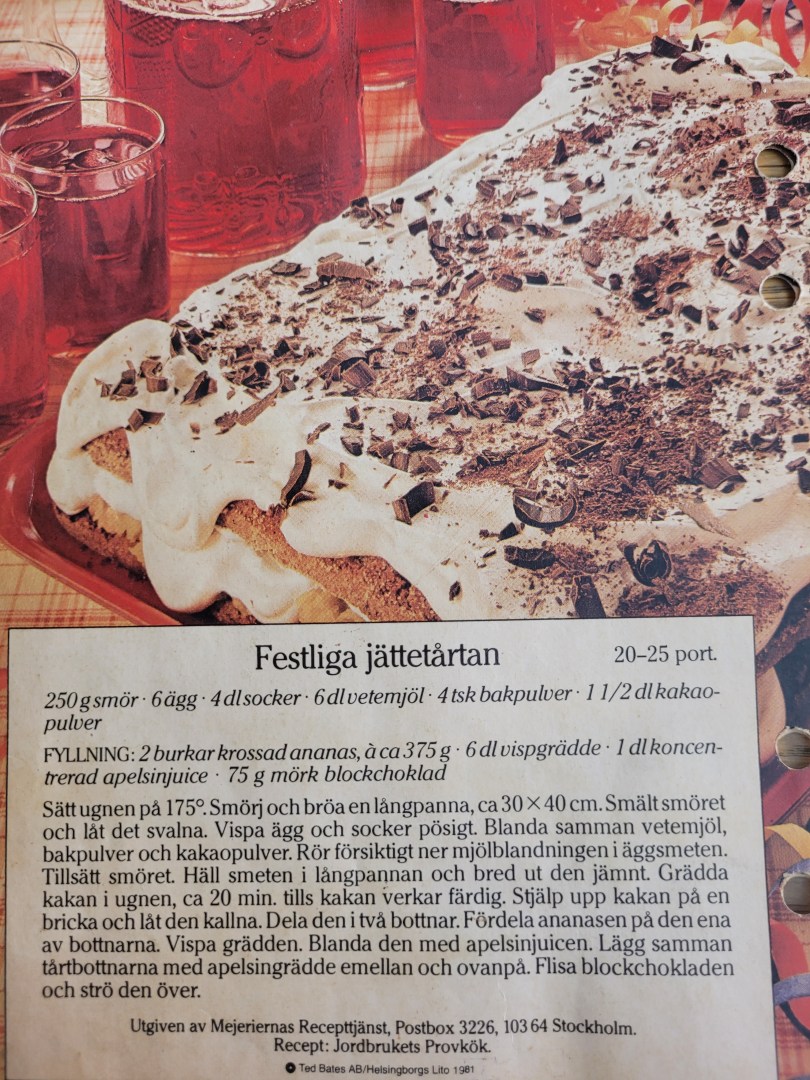 Festliga jättetårtan 20–25 port.
250 g smör · 6 ägg · 4 dl socker · 6 dl vetemjöl · 4 tsk bakpulver · 1 1/2 dl kakao-
pulver
FYLLNING: 2 burkar krossad ananas, à ca 375 g · 6 dl vispgrädde · 1 dl koncen-
trerad apelsinjuice · 75 g mörk blockchoklad
Sätt ugnen på 175°. Smörj och bröa en långpanna, ca 30 × 40 cm. Smält smöret
och låt det svalna. Vispa ägg och socker pösigt. Blanda samman vetemjöl,
bakpulver och kakaopulver. Rör försiktigt ner mjölblandningen i äggsmeten.
Tillsätt smöret. Häll smeten i långpannan och bred ut den jämnt. Grädda
kakan i ugnen, ca 20 min. tills kakan verkar färdig. Stjälp upp kakan på en
bricka och låt den kallna. Dela den i två bottnar. Fördela ananasen på den ena
av bottnarna. Vispa grädden. Blanda den med apelsinjuicen. Lägg samman
tårtbottnarna med apelsingrädde emellan och ovanpå. Flisa blockchokladen
och strö den över.
Utgiven av Mejeriernas Recepttjänst, Postbox 3226, 103 64 Stockholm.
Recept: Jordbrukets Provkök.
Ted Bates AB/Helsingborgs Lito 1981